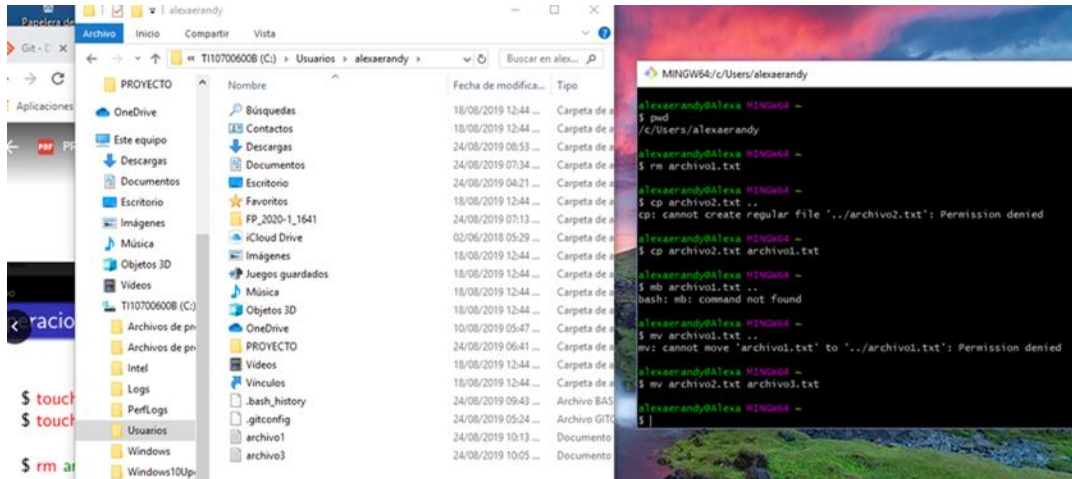 Papelera de
Git - D
Aplicaciones
PDF
eracio
$ touch
$ touch
$ rm ar
alexaerandy
Archivo Inicio Compartir Vista
« TI10700600B (C:) > Usuarios > alexaerandy > Buscar en alex...
PROYECTO
OneDrive
Este equipo
Descargas
Documentos
Escritorio
Imágenes
Música
Objetos 3D
Vídeos
TI10700600B (C:)
Archivos de pro
Archivos de pro
Intel
Logs
PerfLogs
Usuarios
Windows
Windows10Up
Nombre Fecha de modifica... Tipo
Búsquedas 18/08/2019 12:44 ... Carpeta de a
Contactos 18/08/2019 12:44 ... Carpeta de a
Descargas 24/08/2019 08:53 ... Carpeta de a
Documentos 24/08/2019 07:34 ... Carpeta de a
Escritorio 24/08/2019 04:21 ... Carpeta de a
Favoritos 18/08/2019 12:44 ... Carpeta de a
FP_2020-1_1641 24/08/2019 07:13 ... Carpeta de a
iCloud Drive 02/06/2018 05:29 ... Carpeta de a
Imágenes 18/08/2019 12:44 ... Carpeta de a
Juegos guardados 18/08/2019 12:44 ... Carpeta de a
Música 18/08/2019 12:44 ... Carpeta de a
Objetos 3D 18/08/2019 12:44 ... Carpeta de a
OneDrive 10/08/2019 05:47 ... Carpeta de a
PROYECTO 24/08/2019 06:41 ... Carpeta de a
Vídeos 18/08/2019 12:44 ... Carpeta de a
Vínculos 18/08/2019 12:44 ... Carpeta de a
.bash_history 24/08/2019 09:43 ... Archivo BAS
.gitconfig 24/08/2019 05:24 ... Archivo GITC
archivo1 24/08/2019 10:13 ... Documento
archivo3 24/08/2019 10:05 ... Documento
MINGW64:/c/Users/alexaerandy
alexaerandy@Alexa MINGW64 ~
$ pwd
/c/Users/alexaerandy
alexaerandy@Alexa MINGW64 ~
$ rm archivo1.txt
alexaerandy@Alexa MINGW64 ~
$ cp archivo2.txt ..
cp: cannot create regular file '../archivo2.txt': Permission denied
alexaerandy@Alexa MINGW64 ~
$ cp archivo2.txt archivo1.txt
alexaerandy@Alexa MINGW64 ~
$ mb archivo1.txt ..
bash: mb: command not found
alexaerandy@Alexa MINGW64 ~
$ mv archivo1.txt ..
mv: cannot move 'archivo1.txt' to '../archivo1.txt': Permission denied
alexaerandy@Alexa MINGW64 ~
$ mv archivo2.txt archivo3.txt
alexaerandy@Alexa MINGW64 ~
$